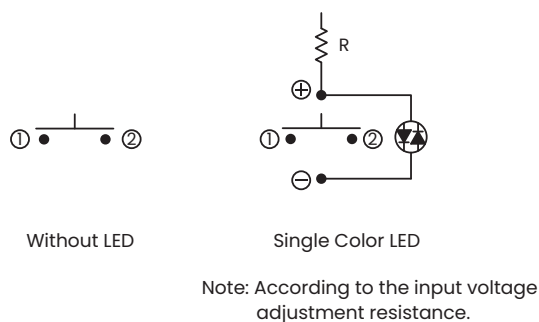 R
⊕
① ② ① ②
⊖
Without LED Single Color LED
Note: According to the input voltage
adjustment resistance.